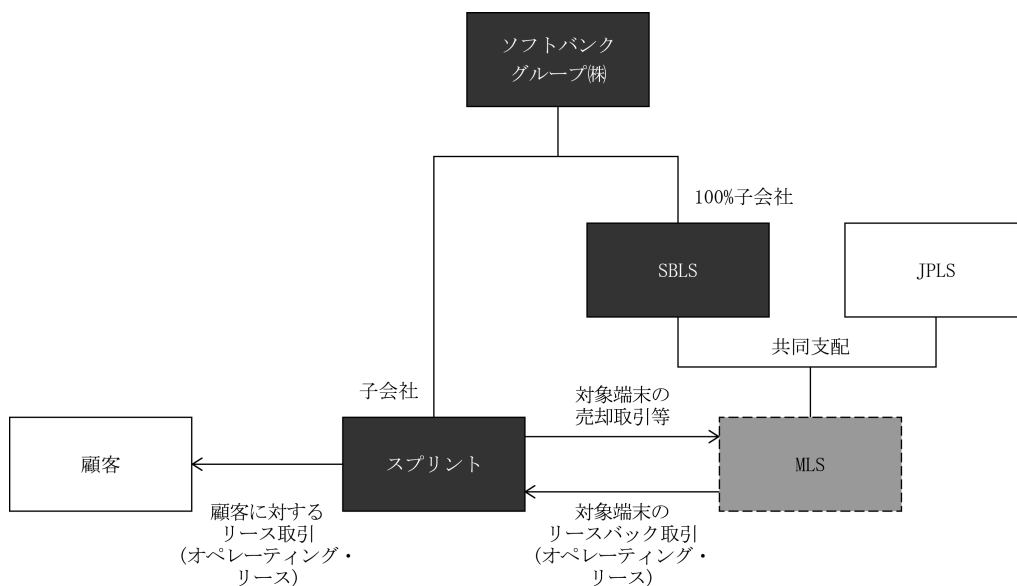 ソフトバンク
グループ㈱
100%子会社
SBLS
JPLS
共同支配
子会社
対象端末の
売却取引等
顧客
スプリント
MLS
顧客に対する
リース取引
(オペレーティング・
リース)
対象端末の
リースバック取引
(オペレーティング・
リース)